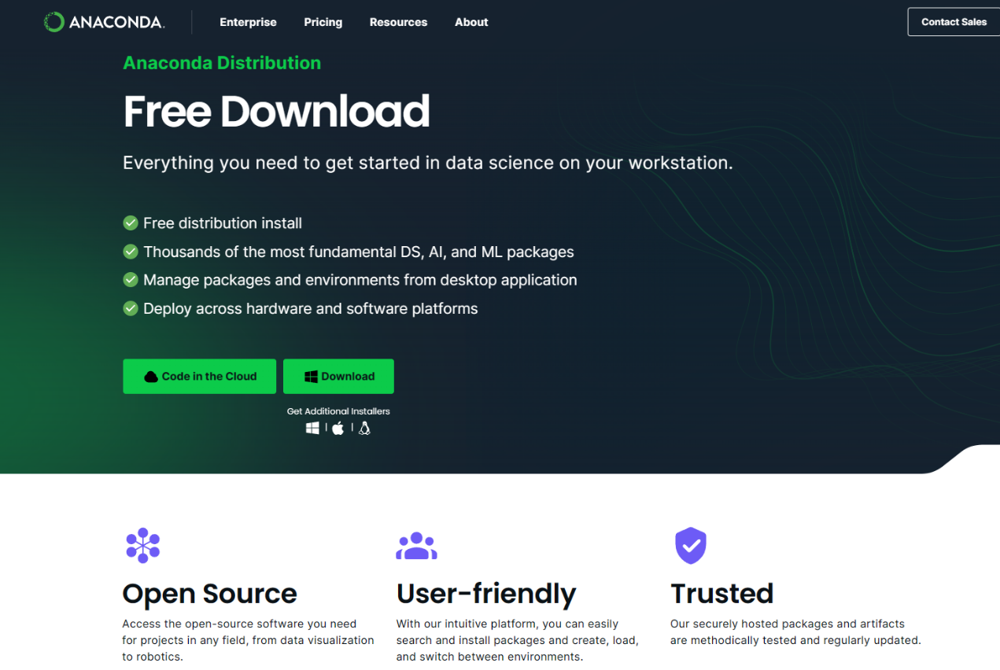 ANACONDA.
Enterprise
Pricing
Resources
About
Contact Sales
Anaconda Distribution
Free Download
Everything you need to get started in data science on your workstation.
Free distribution install
Thousands of the most fundamental DS, AI, and ML packages
Manage packages and environments from desktop application
Deploy across hardware and software platforms
Code in the Cloud
Download
Get Additional Installers
| |
Open Source
Access the open-source software you need
for projects in any field, from data visualization
to robotics.
User-friendly
With our intuitive platform, you can easily
search and install packages and create, load,
and switch between environments.
Trusted
Our securely hosted packages and artifacts
are methodically tested and regularly updated.